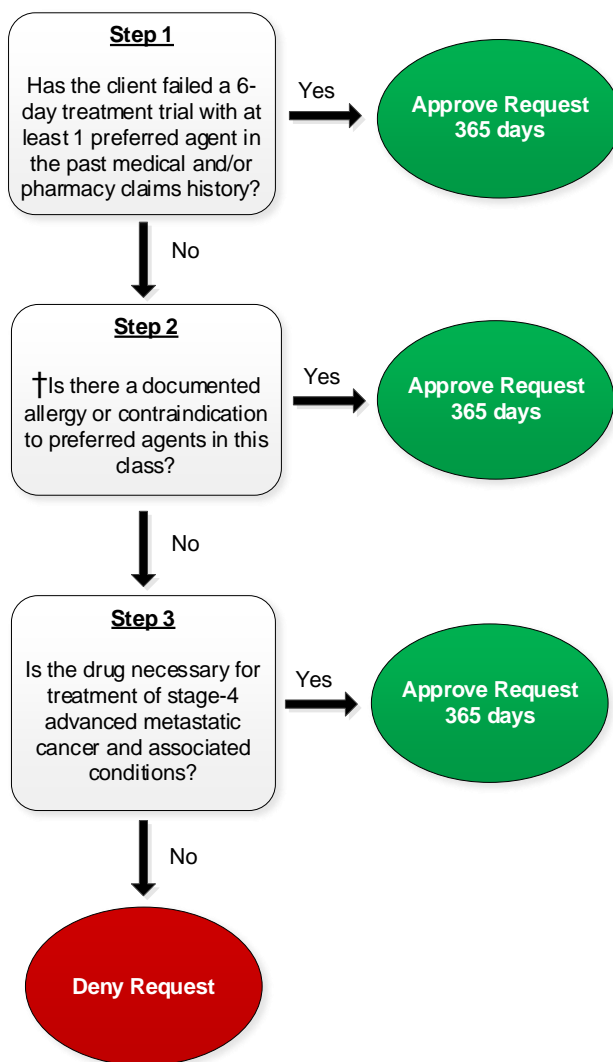 Step 1
Has the client failed a 6-
day treatment trial with at
least 1 preferred agent in
the past medical and/or
pharmacy claims history?
Yes
Approve Request
365 days
No
Step 2
†Is there a documented
allergy or contraindication
to preferred agents in this
class?
Yes
Approve Request
365 days
No
Step 3
Is the drug necessary for
treatment of stage-4
advanced metastatic
cancer and associated
conditions?
Yes
Approve Request
365 days
No
Deny Request